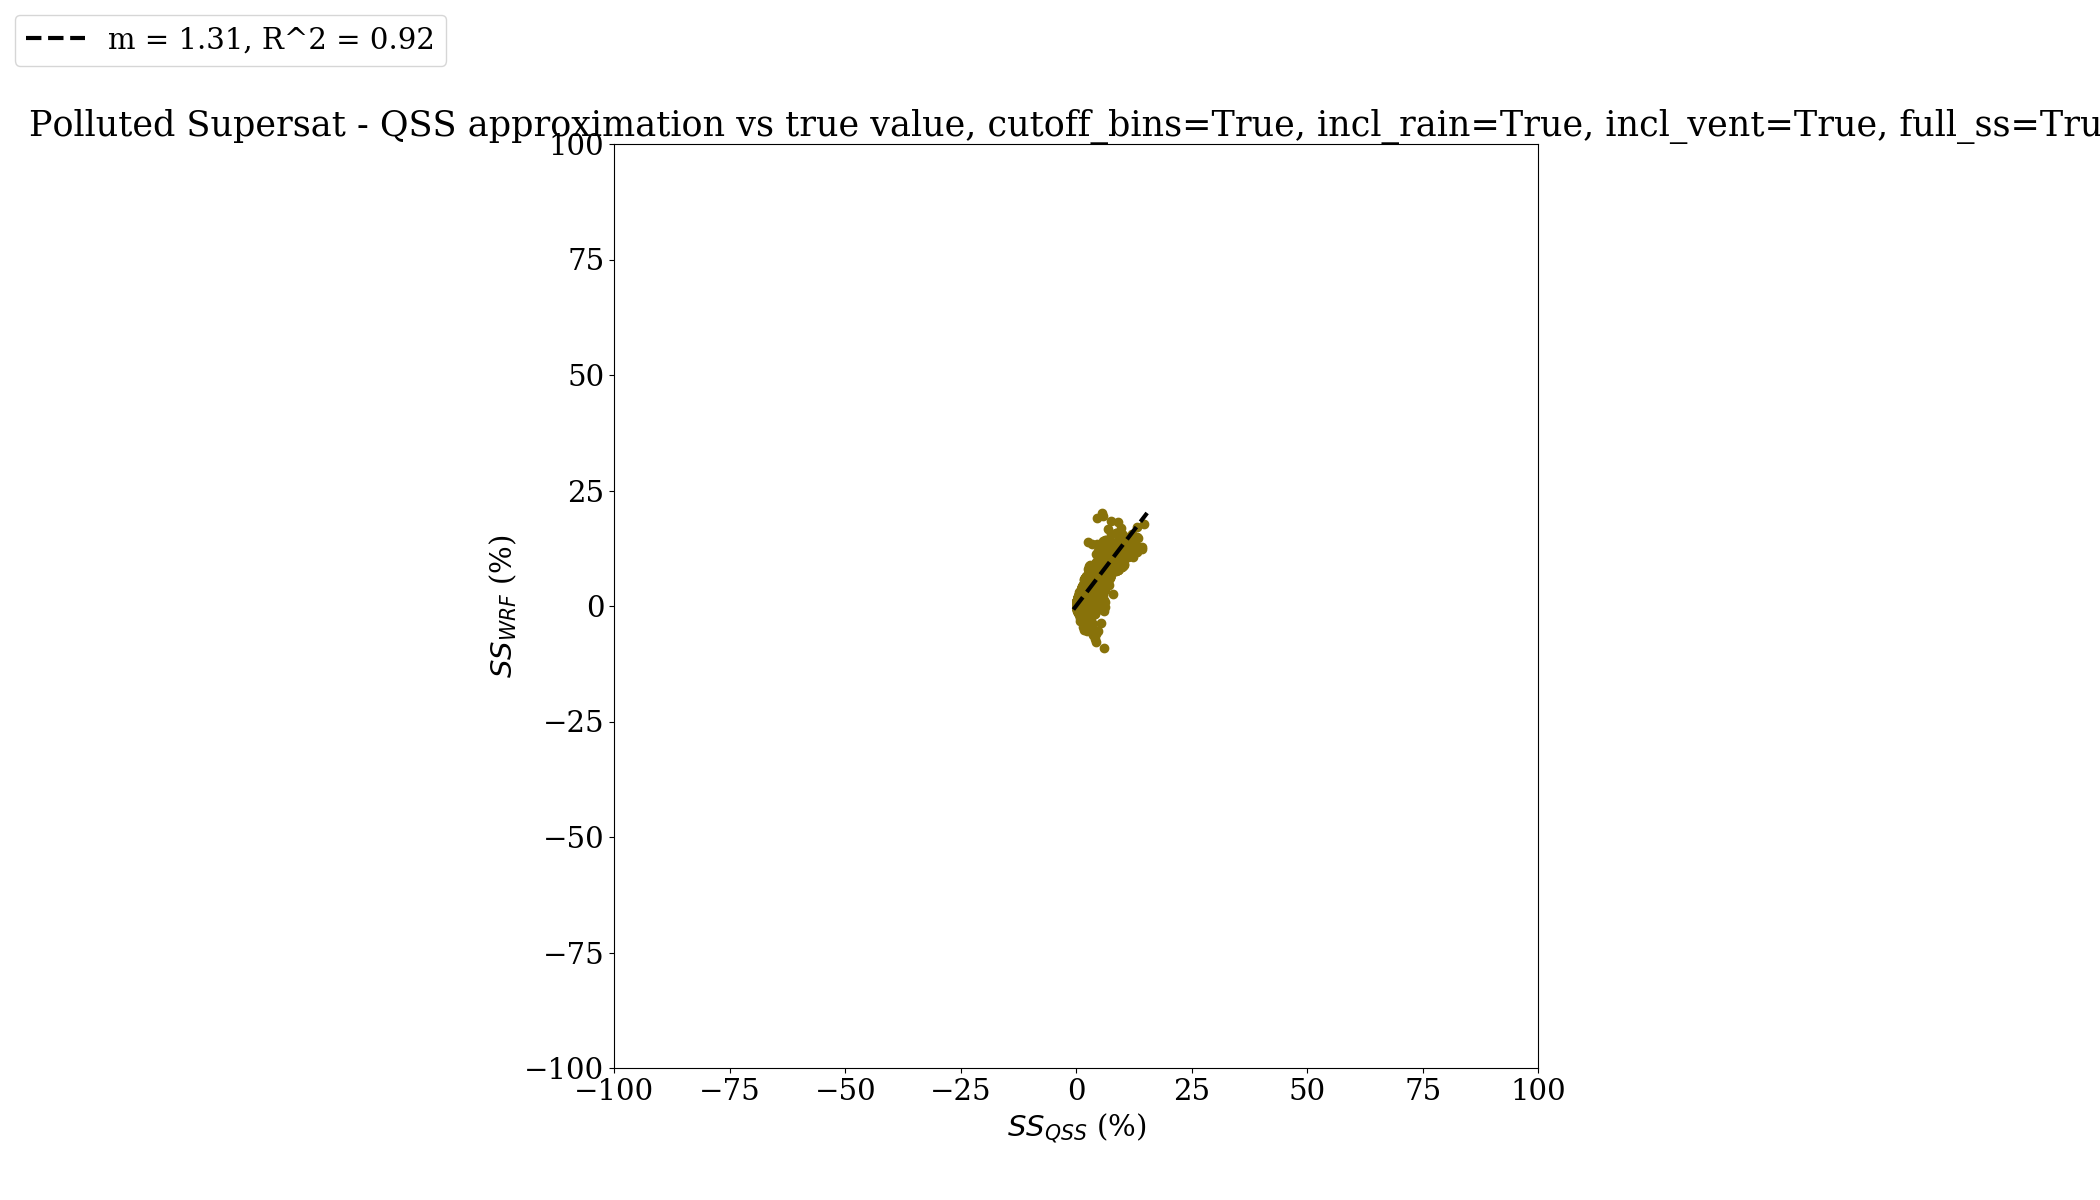 m = 1.31, R^2 = 0.92
Polluted Supersat - QSS approximation vs true value, cutoff_bins=True, incl_rain=True, incl_vent=True, full_ss=Tru
100
75
50
25
0
−25
−50
−75
−100
SS_WRF (%)
−100 −75 −50 −25 0 25 50 75 100
SS_QSS (%)